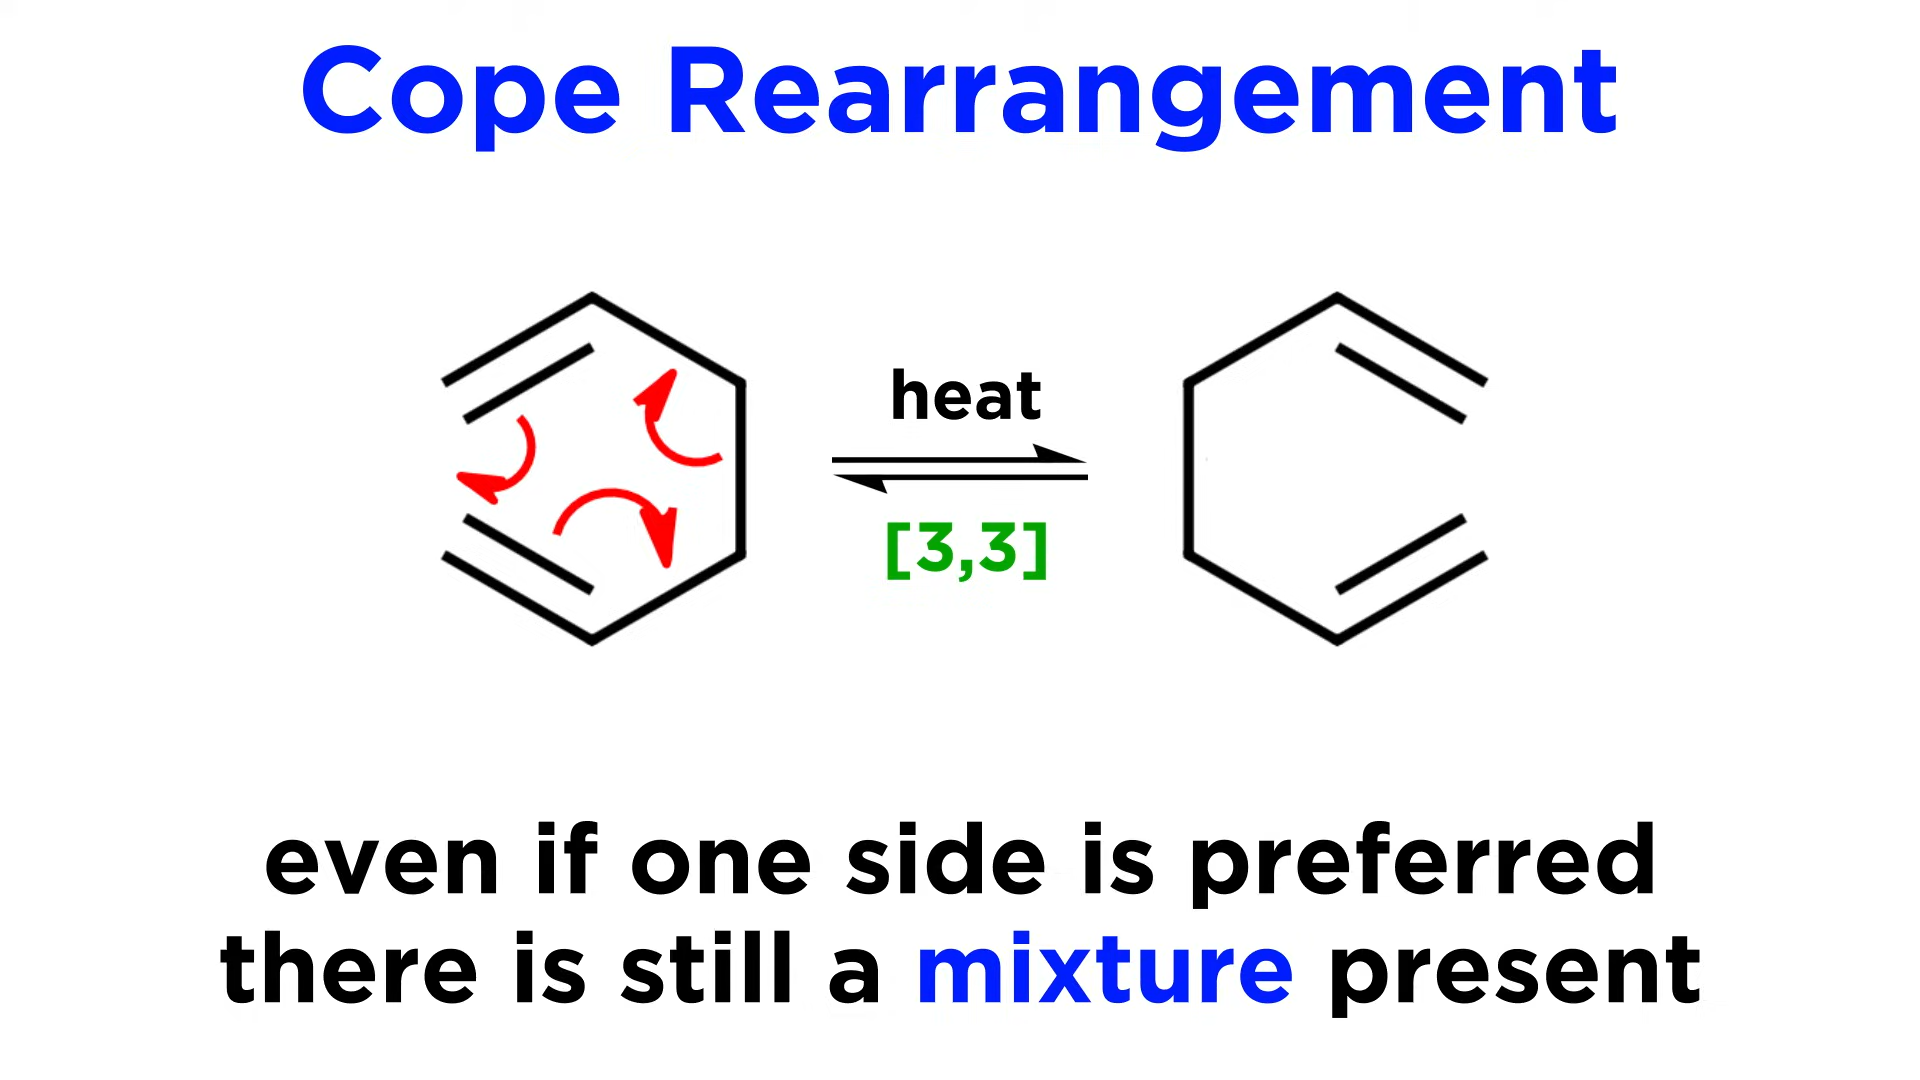 Cope Rearrangement
heat
[3,3]
even if one side is preferred
there is still a mixture present